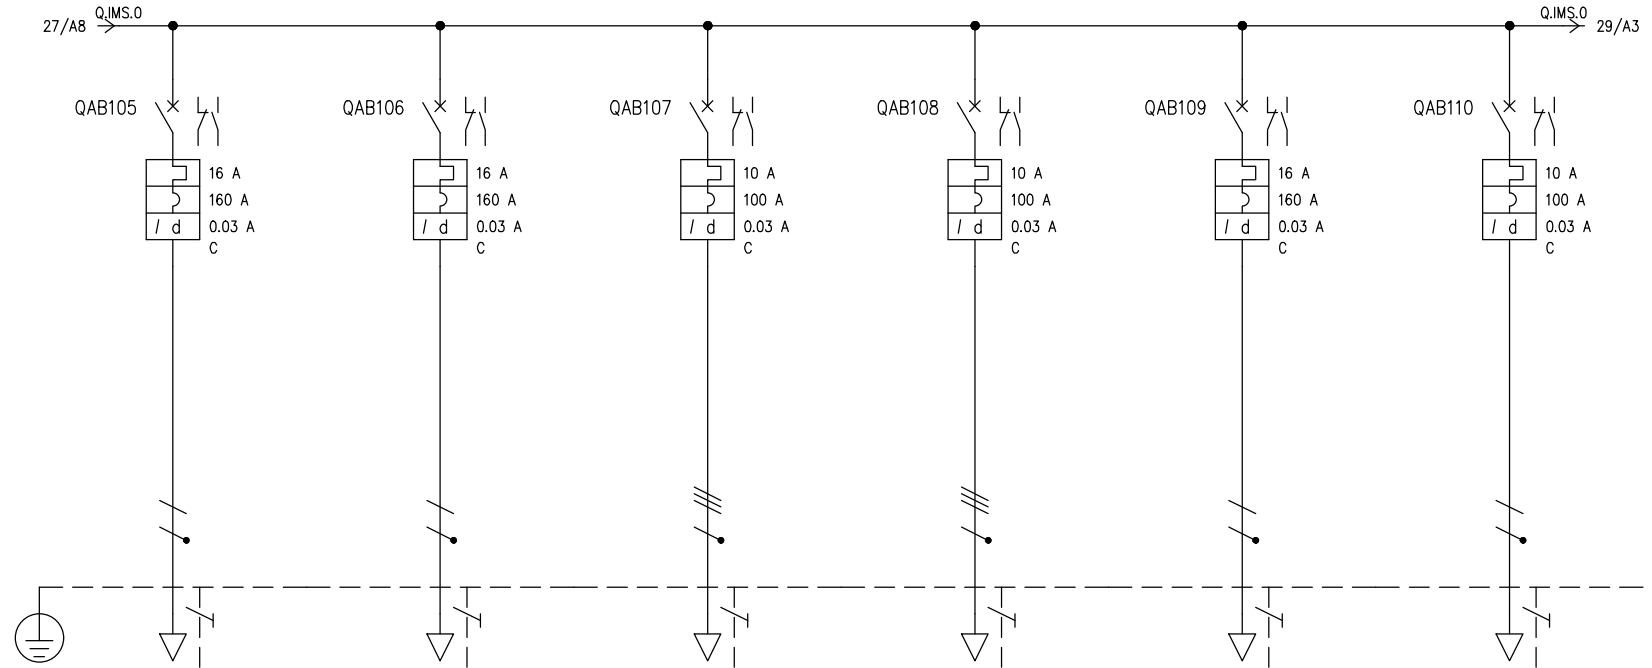 Q.IMS.0 Q.IMS.0
27/A8 29/A3
QAB105 QAB106 QAB107 QAB108 QAB109 QAB110
16 A 16 A 10 A 10 A 16 A 10 A
160 A 160 A 100 A 100 A 160 A 100 A
I d 0.03 A I d 0.03 A I d 0.03 A I d 0.03 A I d 0.03 A I d 0.03 A
C C C C C C